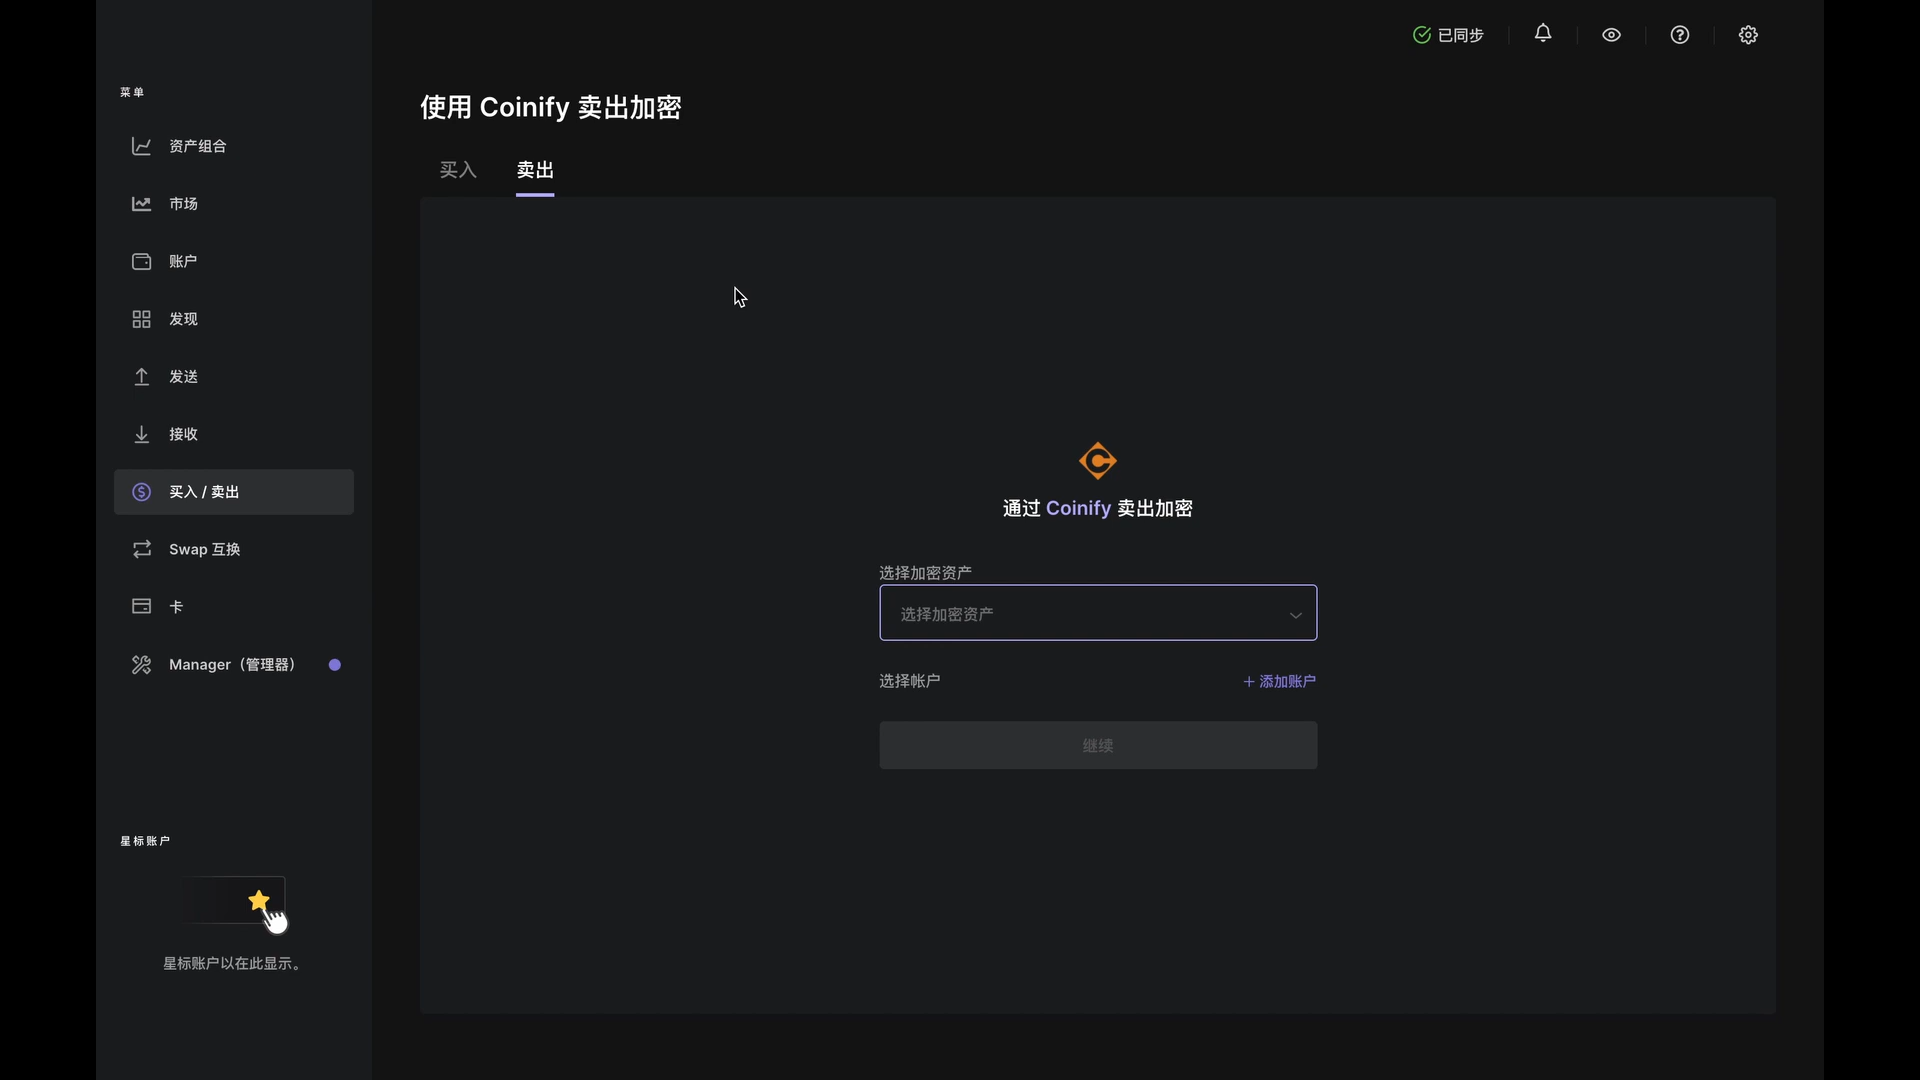 已同步
菜单
资产组合
市场
账户
发现
发送
接收
买入 / 卖出
Swap 互换
卡
Manager（管理器）
星标账户
星标账户以在此显示。
使用 Coinify 卖出加密
买入
卖出
通过 Coinify 卖出加密
选择加密资产
选择加密资产
选择帐户
+ 添加账户
继续